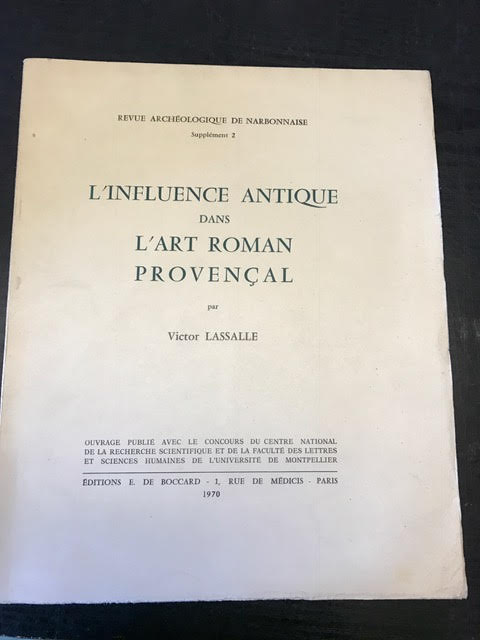 REVUE ARCHÉOLOGIQUE DE NARBONNAISE
Supplément 2
L'INFLUENCE ANTIQUE
DANS
L'ART ROMAN
PROVENÇAL
par
Victor LASSALLE
OUVRAGE PUBLIÉ AVEC LE CONCOURS DU CENTRE NATIONAL
DE LA RECHERCHE SCIENTIFIQUE ET DE LA FACULTÉ DES LETTRES
ET SCIENCES HUMAINES DE L'UNIVERSITÉ DE MONTPELLIER
ÉDITIONS E. DE BOCCARD - 1, RUE DE MÉDICIS - PARIS
1970